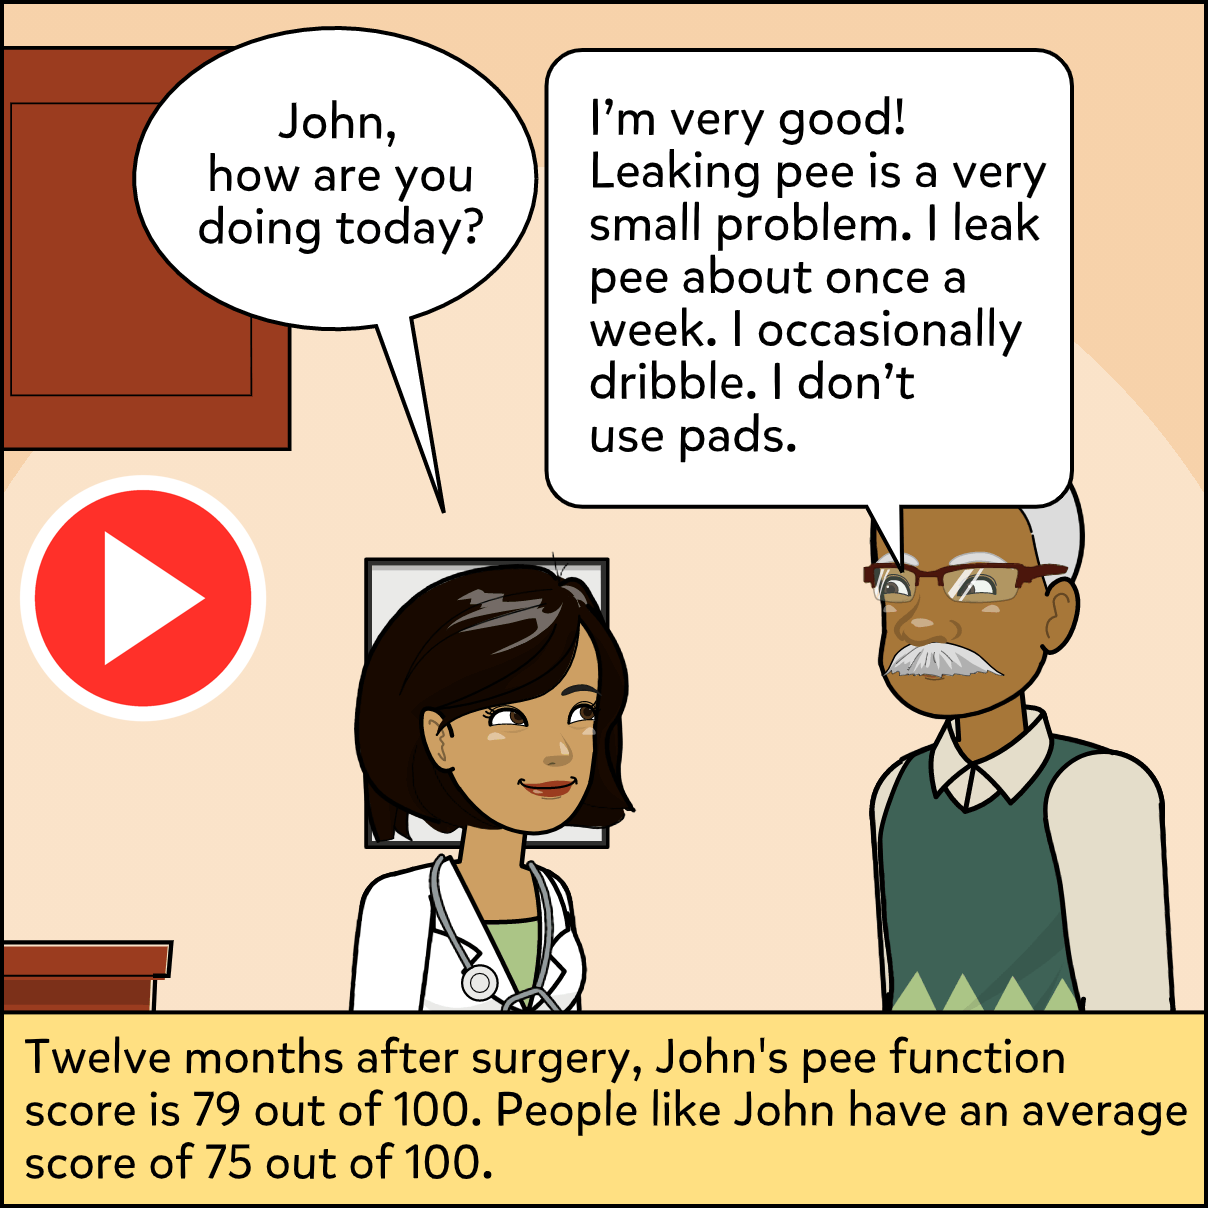 John,
how are you
doing today?
I'm very good!
Leaking pee is a very
small problem. I leak
pee about once a
week. I occasionally
dribble. I don't
use pads.
Twelve months after surgery, John's pee function
score is 79 out of 100. People like John have an average
score of 75 out of 100.